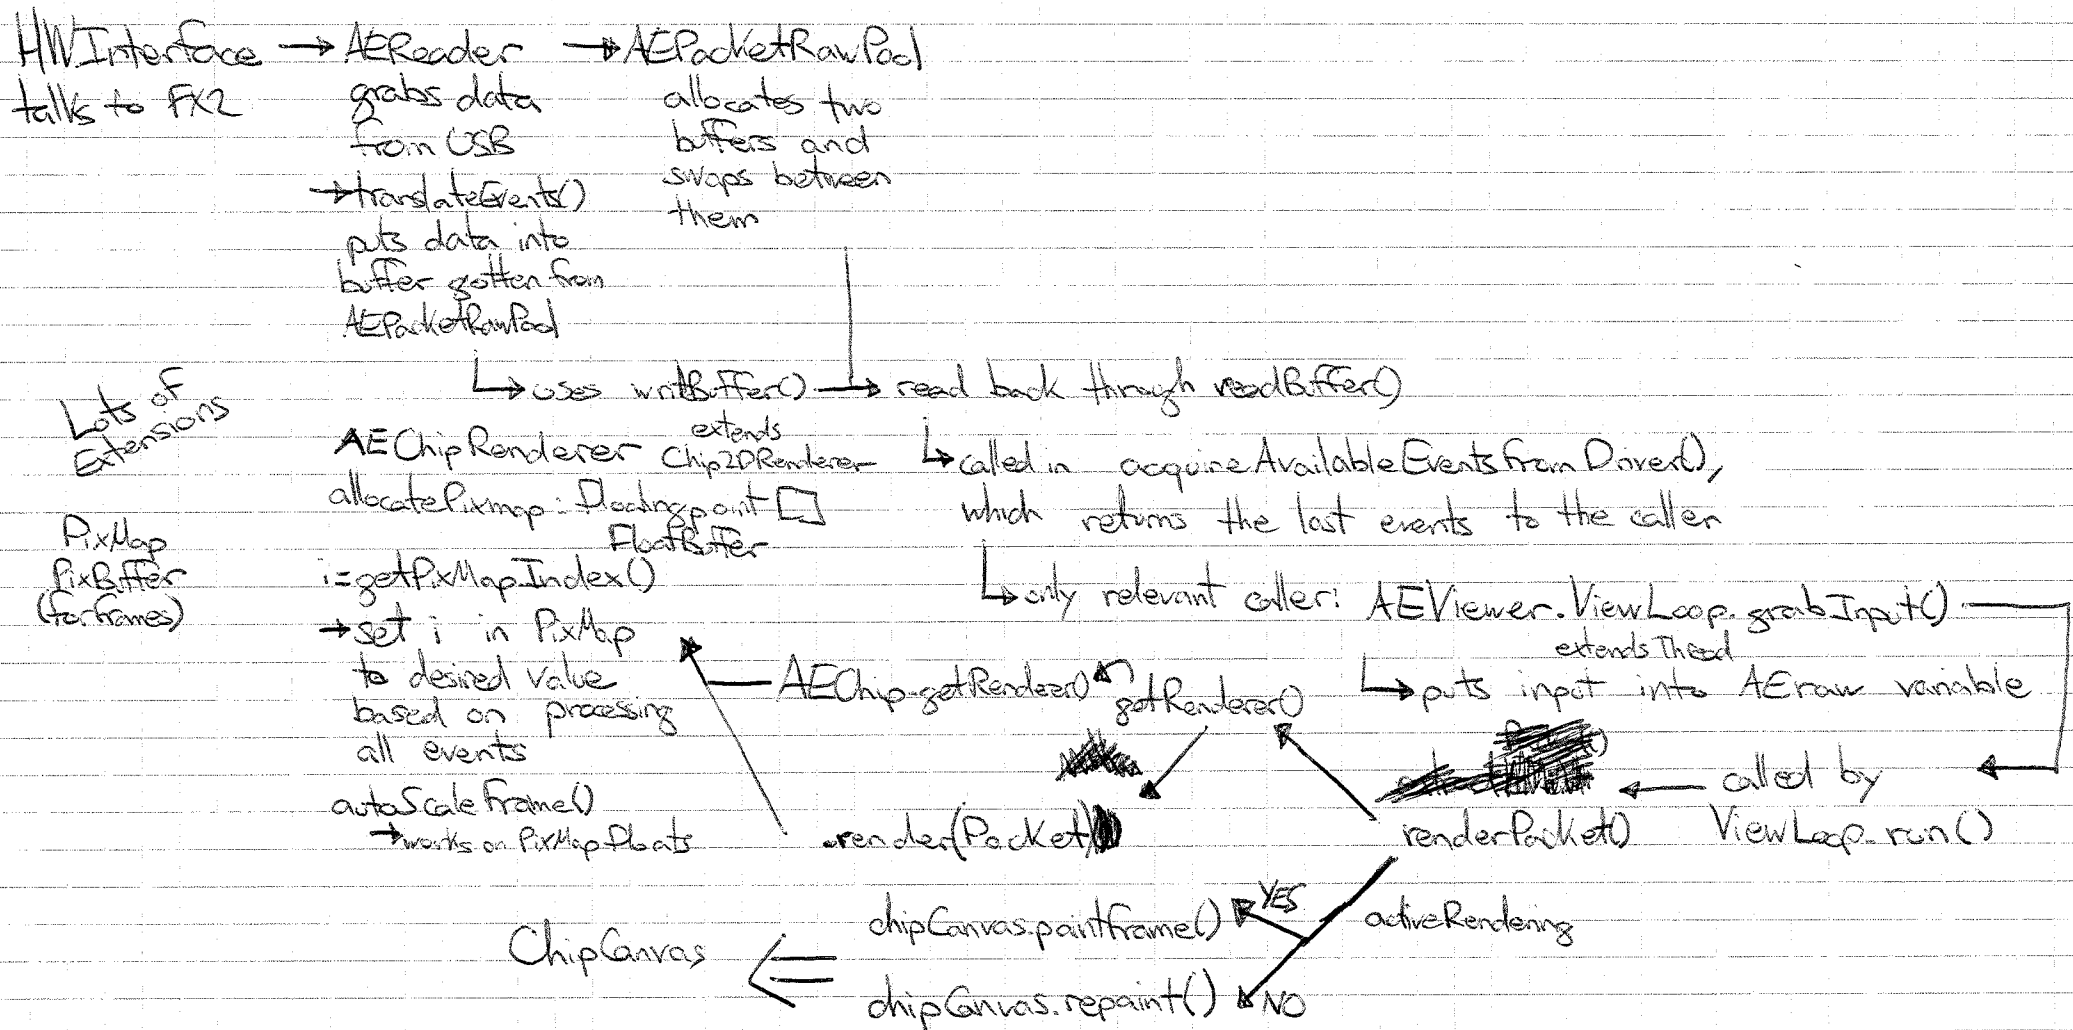 HWInterface → AEReader → AEPacketRawPool
talks to FX2
grabs data
from USB
→translateEvents()
puts data into
buffer gotten from
AEPacketRawPool
allocates two
buffers and
swaps between
them
↳ uses writeBuffer() → read back through readBuffer()
Lots of
Extensions
AEChipRenderer extends
Chip2DRenderer
allocatePixmap: Floatingpoint
FloatBuffer
PixMap
PixBuffer
(for frames)
i=getPixMapIndex()
→ set i in PixMap
to desired value
based on processing
all events
autoScaleFrame()
→works on PixMap floats
↳ called in acquireAvailableEventsFromDriver(),
which returns the last events to the caller
↳ only relevant caller: AEViewer.ViewLoop.grabInput()
extends Thread
↳ puts input into AEraw variable
AEChip.getRenderer() getRenderer()
← called by
ViewLoop.run()
renderPacket()
.render(Packet)
activeRendering
YES
chipCanvas.paintFrame()
ChipCanvas
chipCanvas.repaint() NO